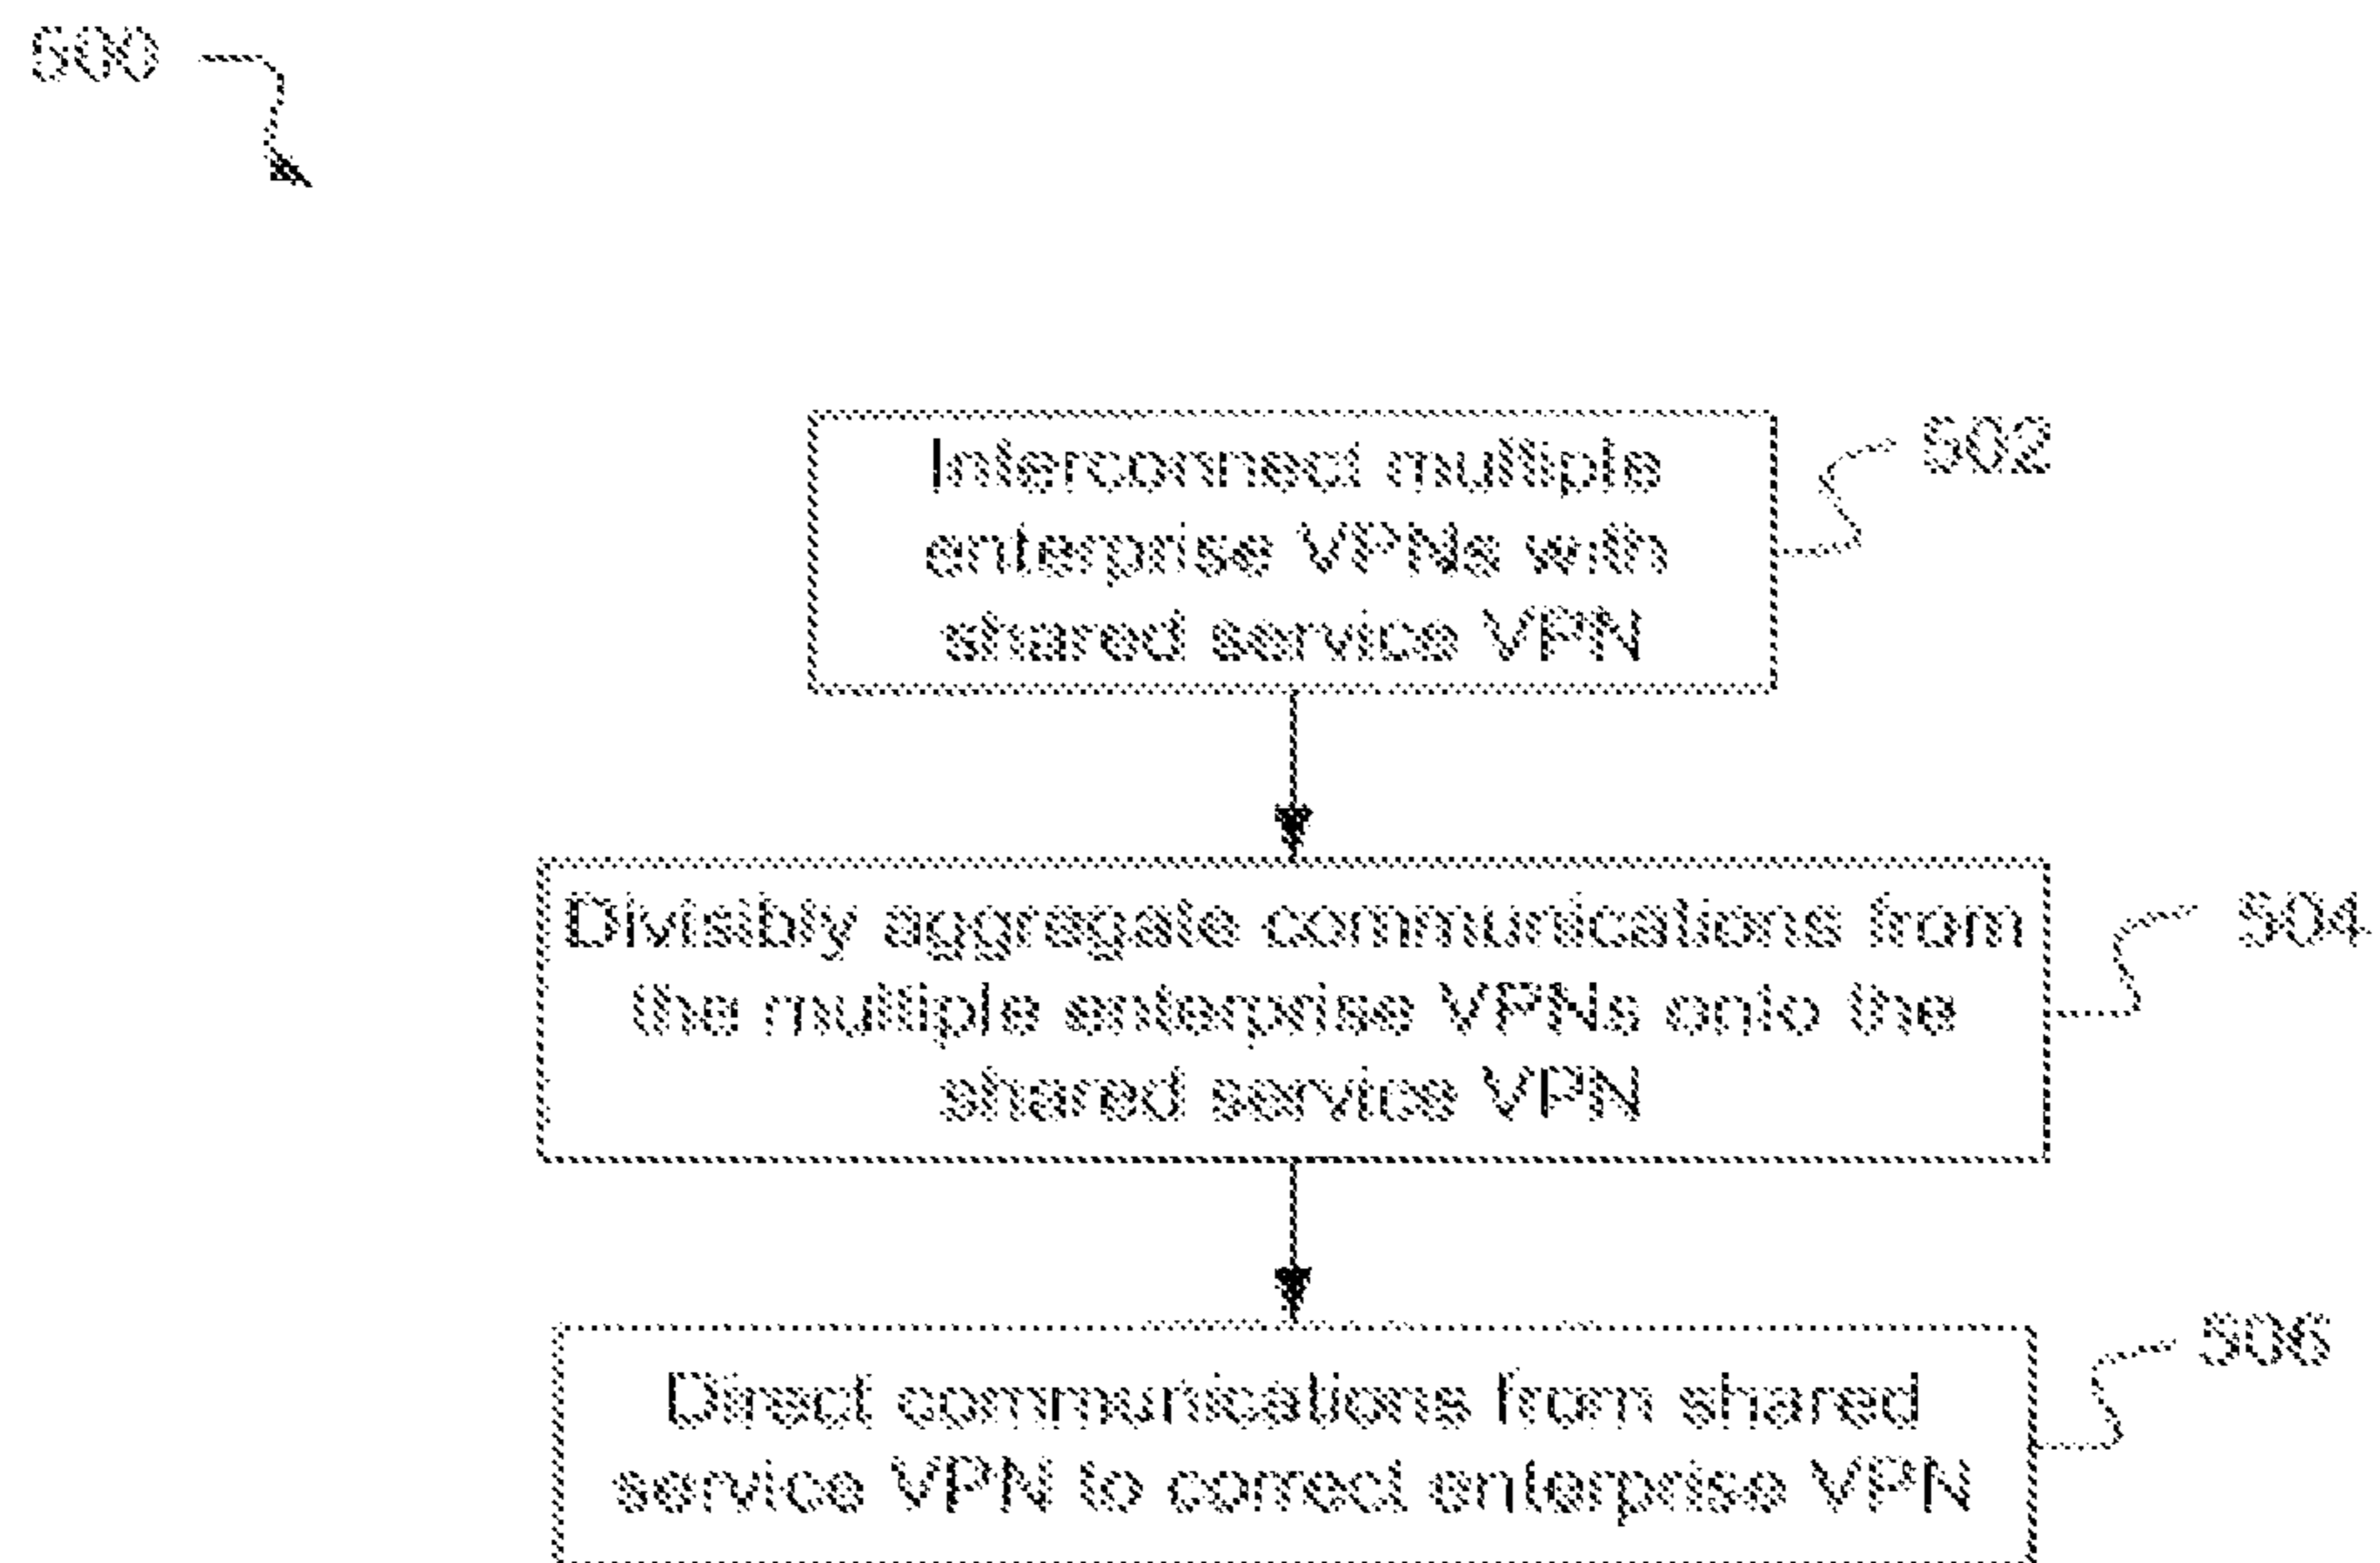 500
Interconnect multiple
enterprise VPNs with
shared service VPN
502
Divisibly aggregate communications from
the multiple enterprise VPNs onto the
shared service VPN
504
Direct communications from shared
service VPN to correct enterprise VPN
506